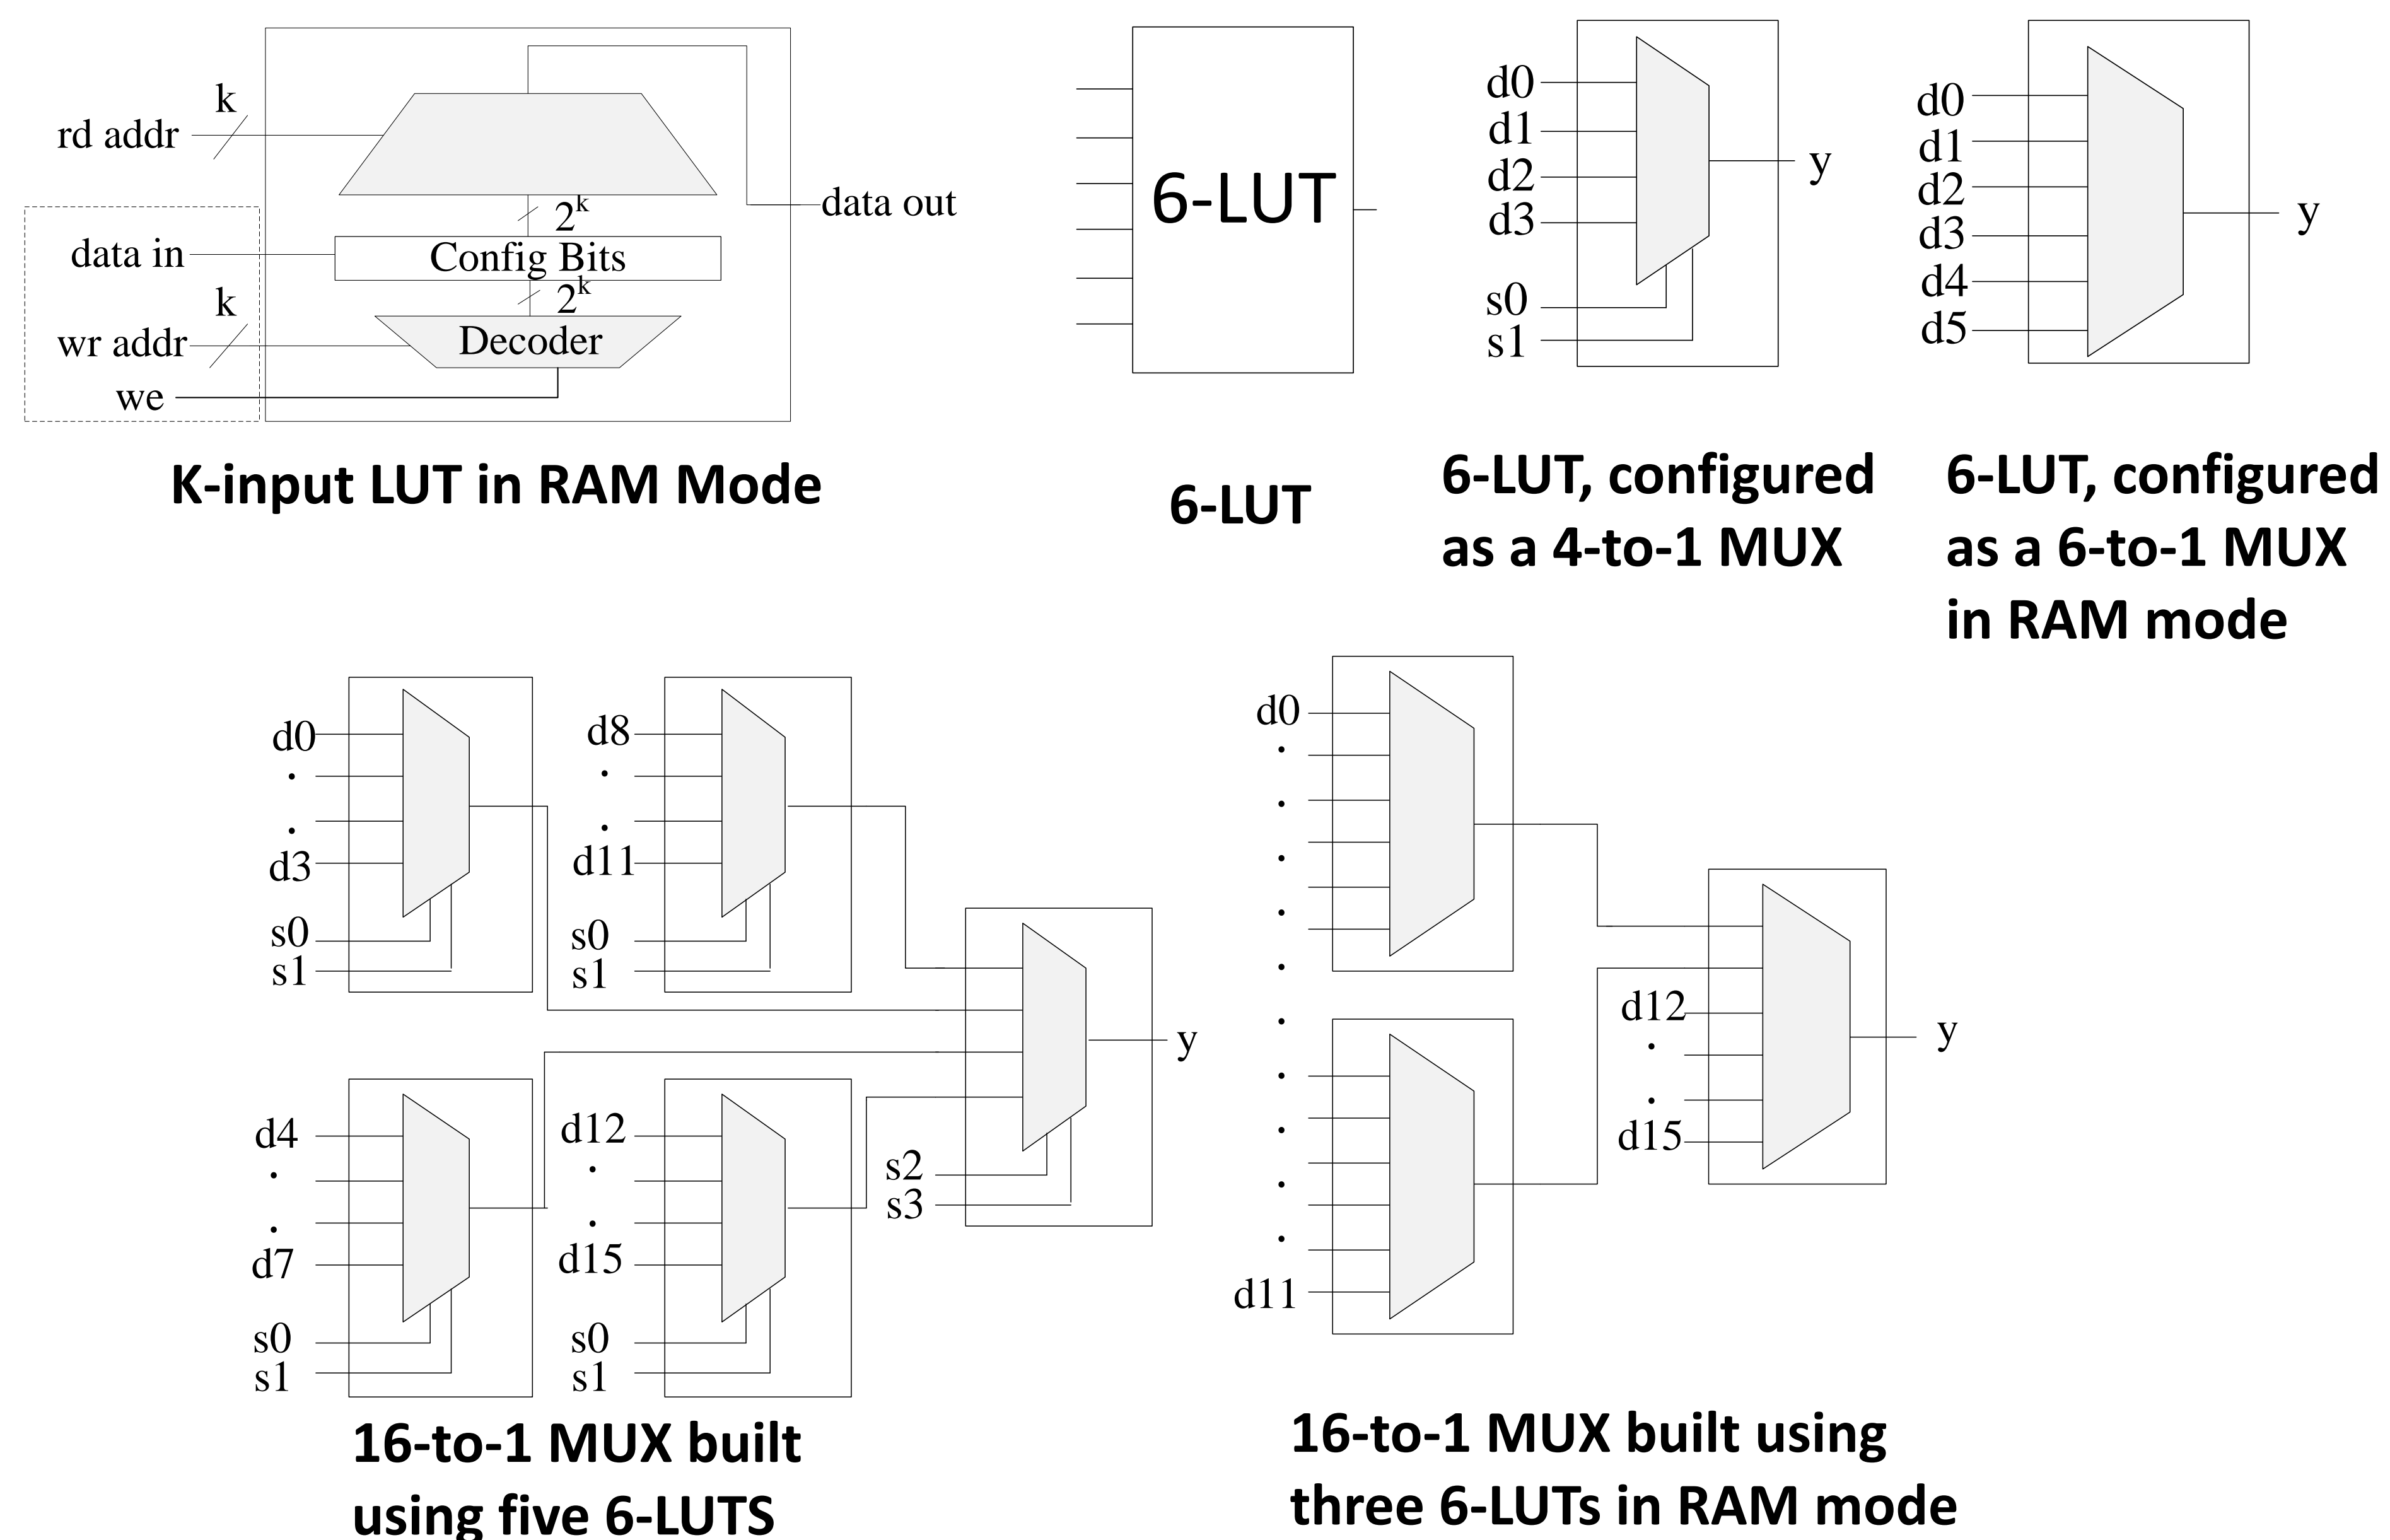 k
rd addr
2k
data out
data in
Config Bits
k
2k
wr addr
Decoder
we
K-input LUT in RAM Mode
6-LUT
6-LUT
d0
d1
d2
d3
s0
s1
y
6-LUT, configured
as a 4-to-1 MUX
d0
d1
d2
d3
d4
d5
y
6-LUT, configured
as a 6-to-1 MUX
in RAM mode
d0
.
.
d3
s0
s1
d8
.
.
d11
s0
s1
d4
.
.
d7
s0
s1
d12
.
.
d15
s0
s1
s2
s3
y
16-to-1 MUX built
using five 6-LUTS
d0
.
.
.
.
.
.
.
.
.
.
d11
d12
.
.
d15
y
16-to-1 MUX built using
three 6-LUTs in RAM mode